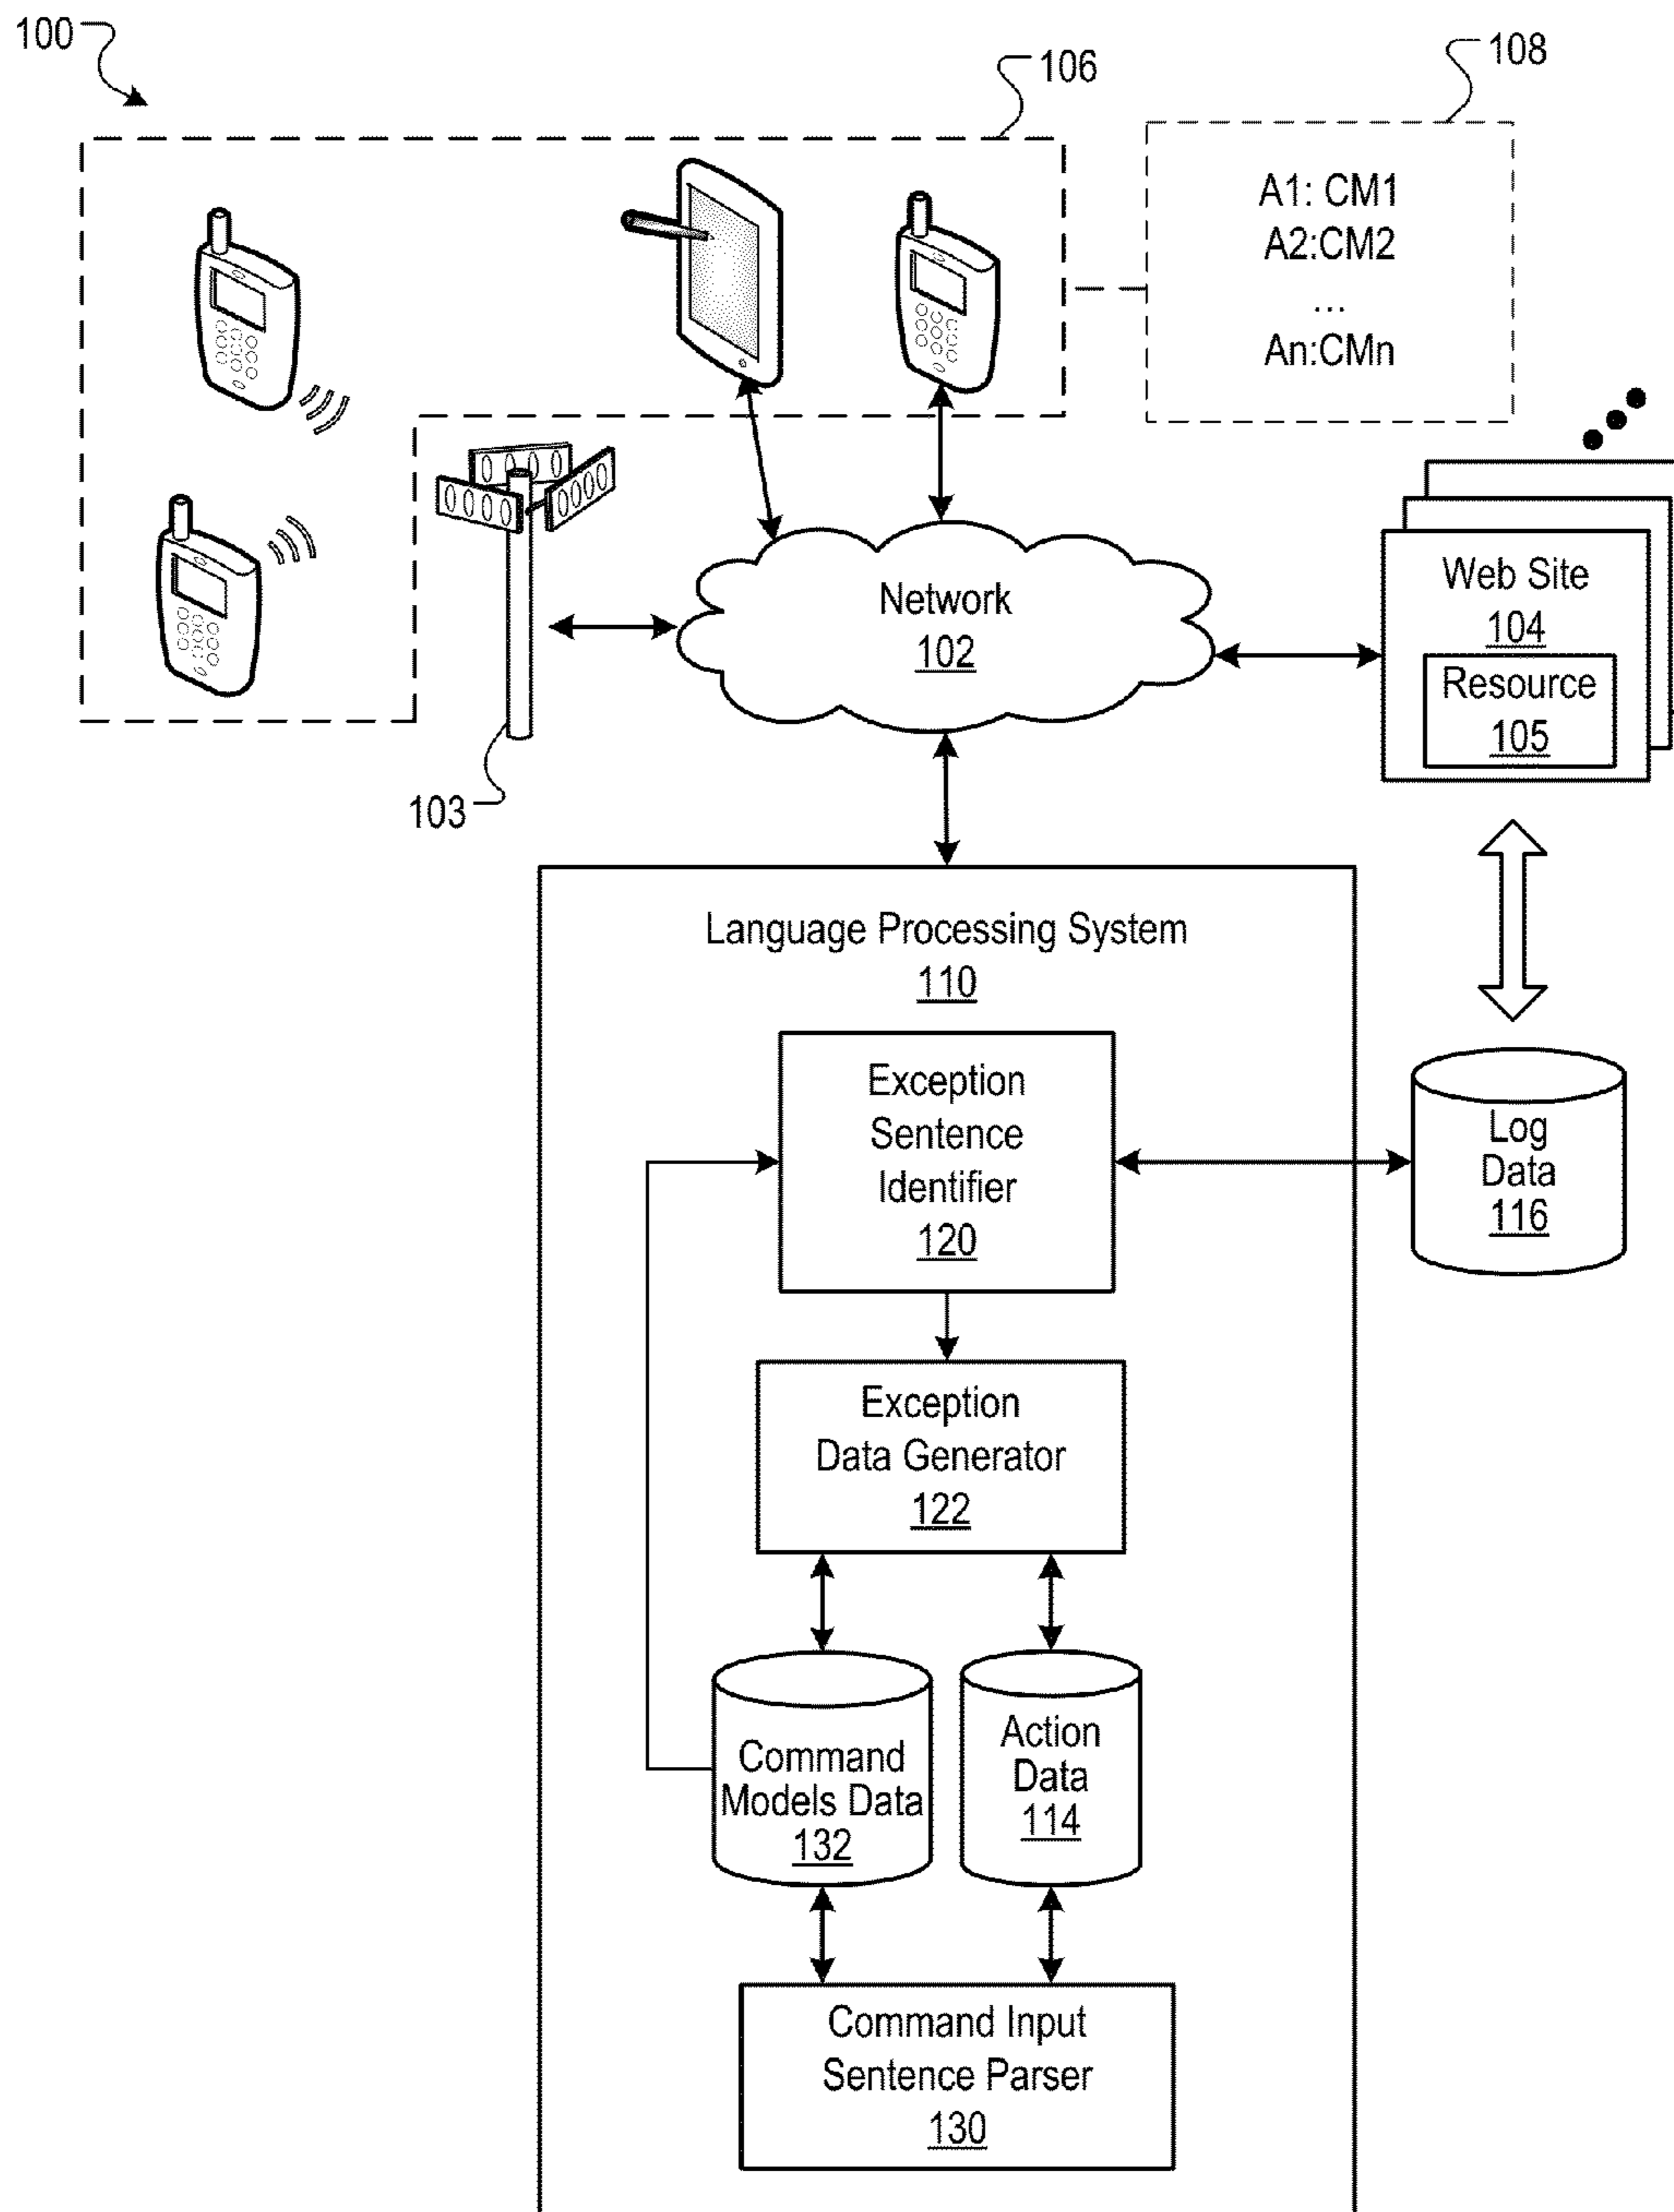 100
106
108
A1: CM1
A2:CM2
...
An:CMn
Network
102
Web Site
104
Resource
105
103
Language Processing System
110
Exception
Sentence
Identifier
120
Log
Data
116
Exception
Data Generator
122
Command
Models Data
132
Action
Data
114
Command Input
Sentence Parser
130